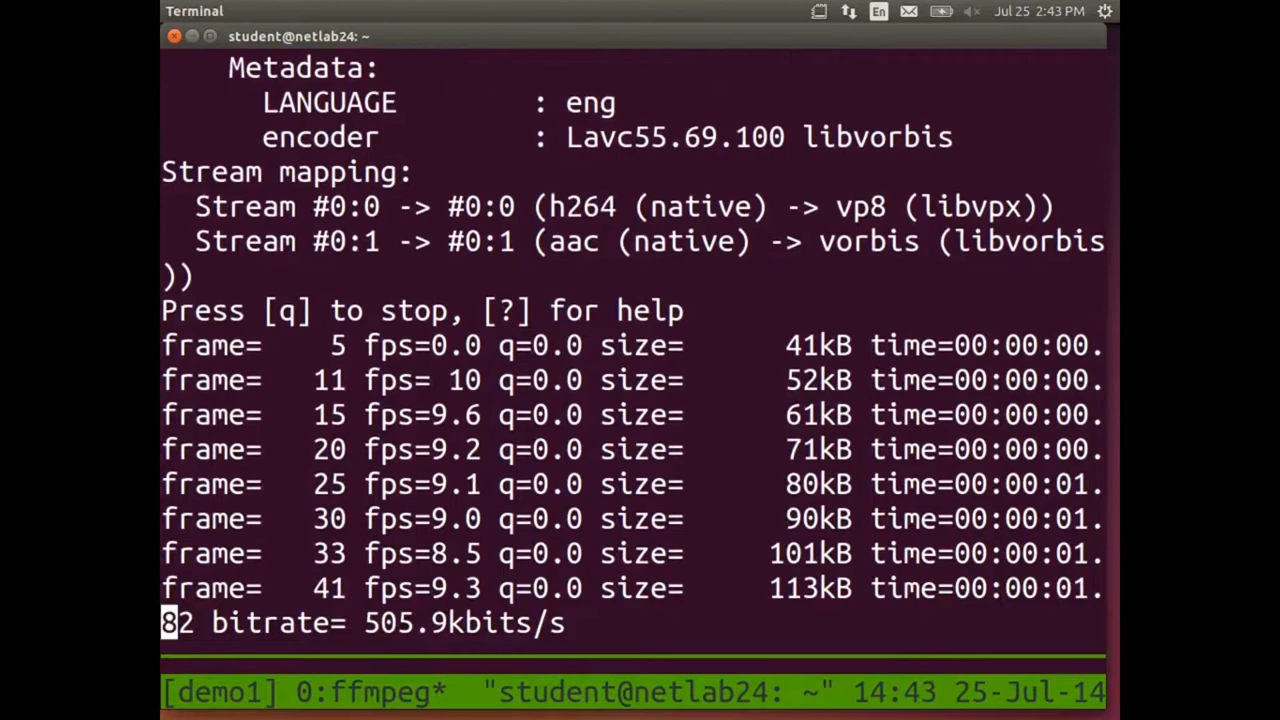 Terminal En Jul 25 2:43 PM
student@netlab24: ~
Metadata:
LANGUAGE : eng
encoder : Lavc55.69.100 libvorbis
Stream mapping:
Stream #0:0 -> #0:0 (h264 (native) -> vp8 (libvpx))
Stream #0:1 -> #0:1 (aac (native) -> vorbis (libvorbis
))
Press [q] to stop, [?] for help
frame= 5 fps=0.0 q=0.0 size= 41kB time=00:00:00.
frame= 11 fps= 10 q=0.0 size= 52kB time=00:00:00.
frame= 15 fps=9.6 q=0.0 size= 61kB time=00:00:00.
frame= 20 fps=9.2 q=0.0 size= 71kB time=00:00:00.
frame= 25 fps=9.1 q=0.0 size= 80kB time=00:00:01.
frame= 30 fps=9.0 q=0.0 size= 90kB time=00:00:01.
frame= 33 fps=8.5 q=0.0 size= 101kB time=00:00:01.
frame= 41 fps=9.3 q=0.0 size= 113kB time=00:00:01.
82 bitrate= 505.9kbits/s
[demo1] 0:ffmpeg* "student@netlab24: ~" 14:43 25-Jul-14